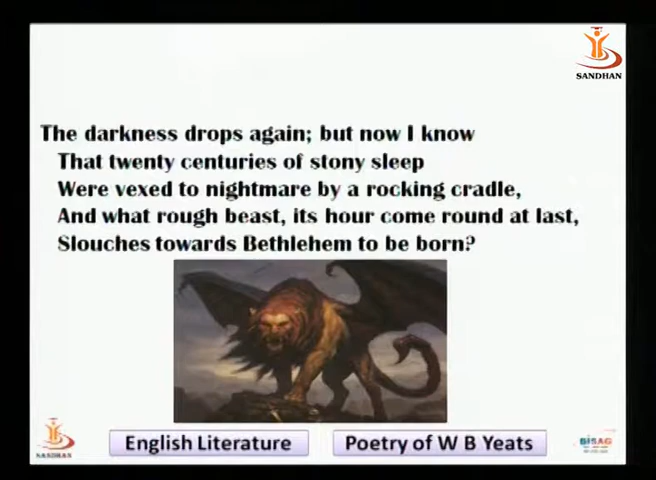 SANDHAN
The darkness drops again; but now I know
That twenty centuries of stony sleep
Were vexed to nightmare by a rocking cradle,
And what rough beast, its hour come round at last,
Slouches towards Bethlehem to be born?
SANDHAN
English Literature
Poetry of W B Yeats
BISAG